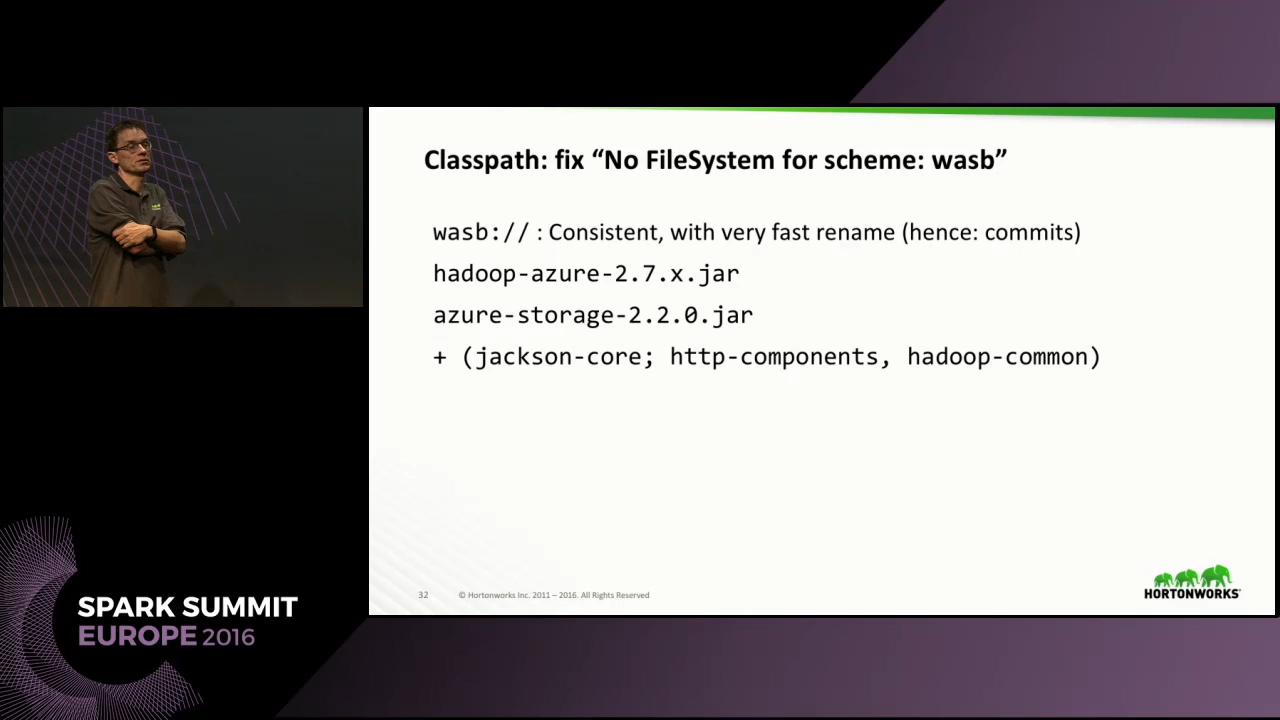 Classpath: fix “No FileSystem for scheme: wasb”
wasb:// : Consistent, with very fast rename (hence: commits)
hadoop-azure-2.7.x.jar
azure-storage-2.2.0.jar
+ (jackson-core; http-components, hadoop-common)
32 © Hortonworks Inc. 2011 – 2016. All Rights Reserved
HORTONWORKS
SPARK SUMMIT
EUROPE 2016